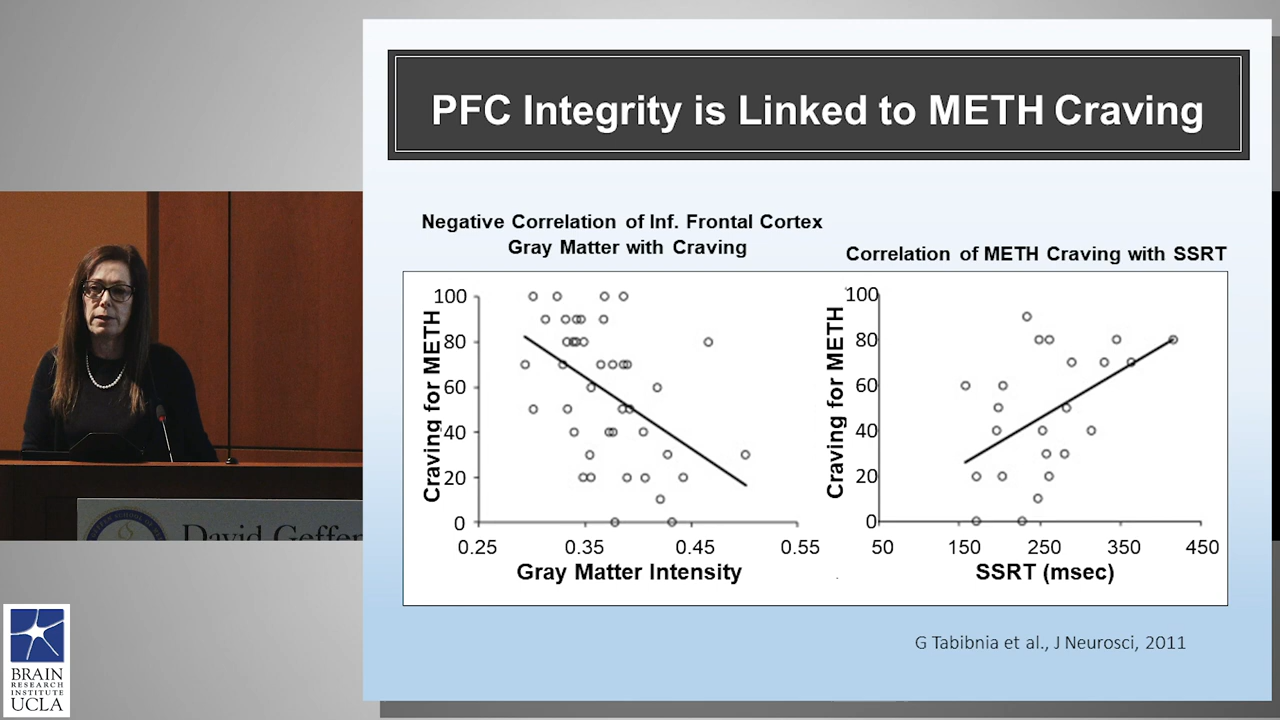 PFC Integrity is Linked to METH Craving
Negative Correlation of Inf. Frontal Cortex
Gray Matter with Craving
Craving for METH
100
80
60
40
20
0
0.25 0.35 0.45 0.55
Gray Matter Intensity
Correlation of METH Craving with SSRT
Craving for METH
100
80
60
40
20
0
50 150 250 350 450
SSRT (msec)
G Tabibnia et al., J Neurosci, 2011
David Geffen
BRAIN
RESEARCH
INSTITUTE
UCLA